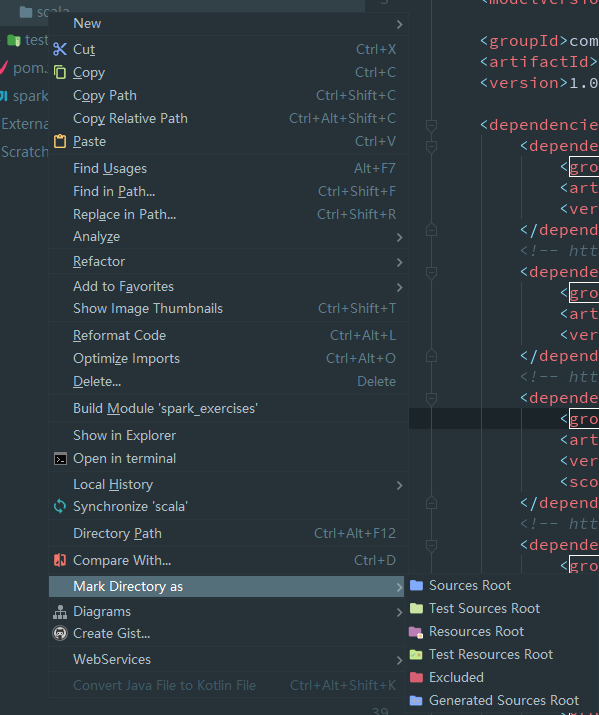 scala
test
pom.
spark
Externa
Scratch
New
Cut Ctrl+X
Copy Ctrl+C
Copy Path Ctrl+Shift+C
Copy Relative Path Ctrl+Alt+Shift+C
Paste Ctrl+V
Find Usages Alt+F7
Find in Path... Ctrl+Shift+F
Replace in Path... Ctrl+Shift+R
Analyze
Refactor
Add to Favorites
Show Image Thumbnails Ctrl+Shift+T
Reformat Code Ctrl+Alt+L
Optimize Imports Ctrl+Alt+O
Delete... Delete
Build Module 'spark_exercises'
Show in Explorer
Open in terminal
Local History
Synchronize 'scala'
Directory Path Ctrl+Alt+F12
Compare With... Ctrl+D
Mark Directory as
Diagrams
Create Gist...
WebServices
Convert Java File to Kotlin File Ctrl+Alt+Shift+K
Sources Root
Test Sources Root
Resources Root
Test Resources Root
Excluded
Generated Sources Root
<modelVersio
<groupId>com
<artifactId>
<version>1.0
<dependencie
<depende
<gro
<art
<ver
</depend
<!-- htt
<depende
<gro
<art
<ver
</depend
<!-- htt
<depende
<gro
<art
<ver
<sco
</depend
<!-- htt
<depende
<gro
39